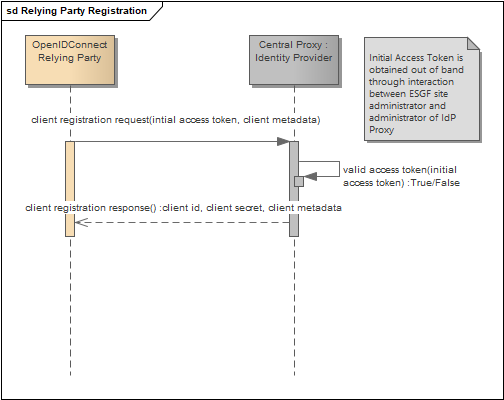 sd Relying Party Registration
OpenIDConnect
Relying Party
Central Proxy :
Identity Provider
Initial Access Token is
obtained out of band
through interaction
between ESGF site
administrator and
administrator of IdP
Proxy
client registration request(intial access token, client metadata)
valid access token(initial
access token) :True/False
client registration response() :client id, client secret, client metadata